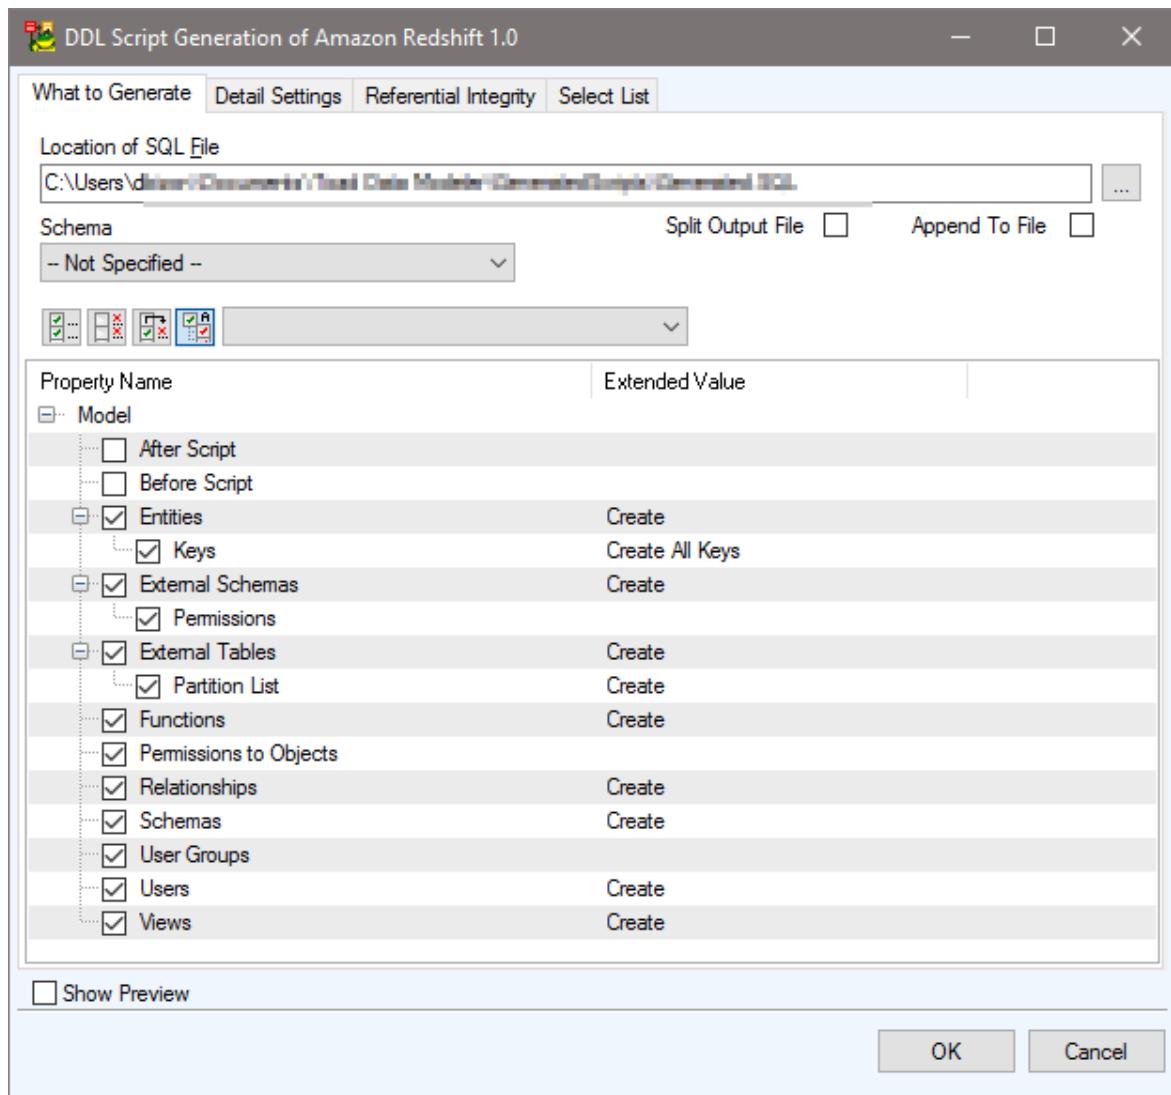 DDL Script Generation of Amazon Redshift 1.0
What to Generate Detail Settings Referential Integrity Select List
Location of SQL File
C:\Users\d
...
Schema Split Output File Append To File
-- Not Specified --
Property Name Extended Value
Model
After Script
Before Script
Entities Create
Keys Create All Keys
External Schemas Create
Permissions
External Tables Create
Partition List Create
Functions Create
Permissions to Objects
Relationships Create
Schemas Create
User Groups
Users Create
Views Create
Show Preview
OK Cancel